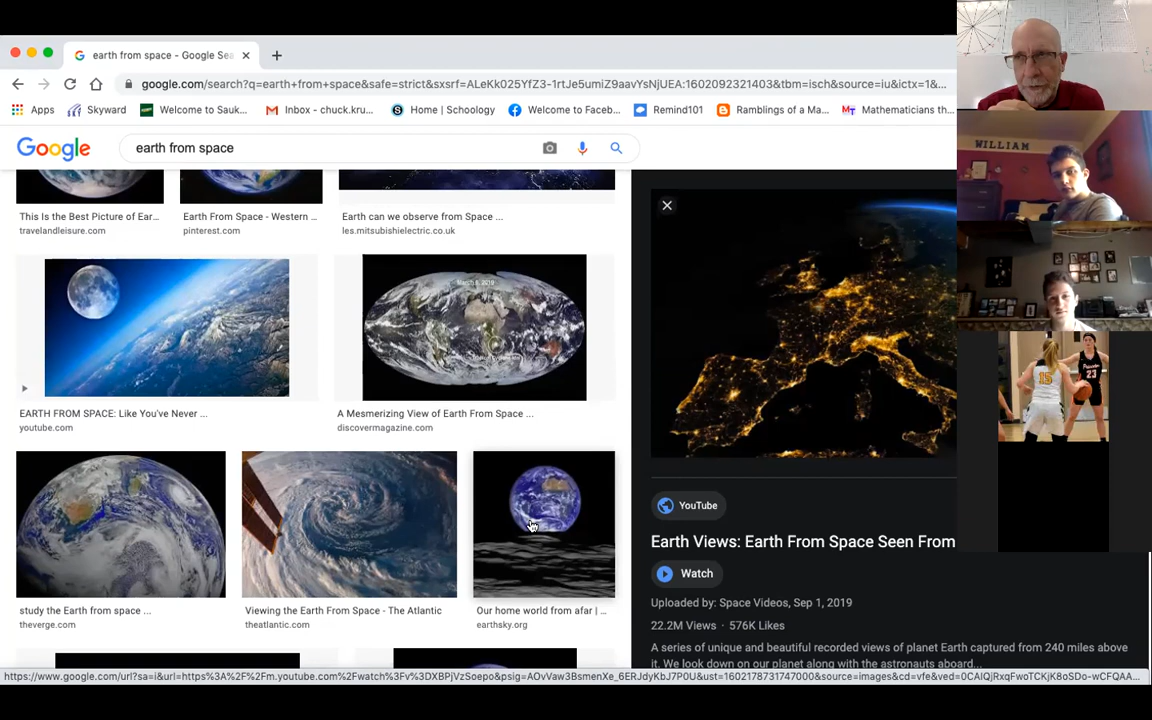 earth from space - Google Sea
google.com/search?q=earth+from+space&safe=strict&sxsrf=ALeKk025YfZ3-1rtJe5umiZ9aavYsNjUEA:1602092321403&tbm=isch&source=iu&ictx=1&...
Apps Skyward Welcome to Sauk... Inbox - chuck.kru... Home | Schoology Welcome to Faceb... Remind101 Ramblings of a Ma... Mathematicians th...
WILLIAM
Google earth from space
This Is the Best Picture of Ear...
travelandleisure.com
Earth From Space - Western ...
pinterest.com
Earth can we observe from Space ...
les.mitsubishielectric.co.uk
March 6, 2019
EARTH FROM SPACE: Like You've Never ...
youtube.com
A Mesmerizing View of Earth From Space ...
discovermagazine.com
15
23
study the Earth from space ...
theverge.com
Viewing the Earth From Space - The Atlantic
theatlantic.com
Our home world from afar | ...
earthsky.org
YouTube
Earth Views: Earth From Space Seen From
Watch
Uploaded by: Space Videos, Sep 1, 2019
22.2M Views · 576K Likes
A series of unique and beautiful recorded views of planet Earth captured from 240 miles above
it. We look down on our planet along with the astronauts aboard...